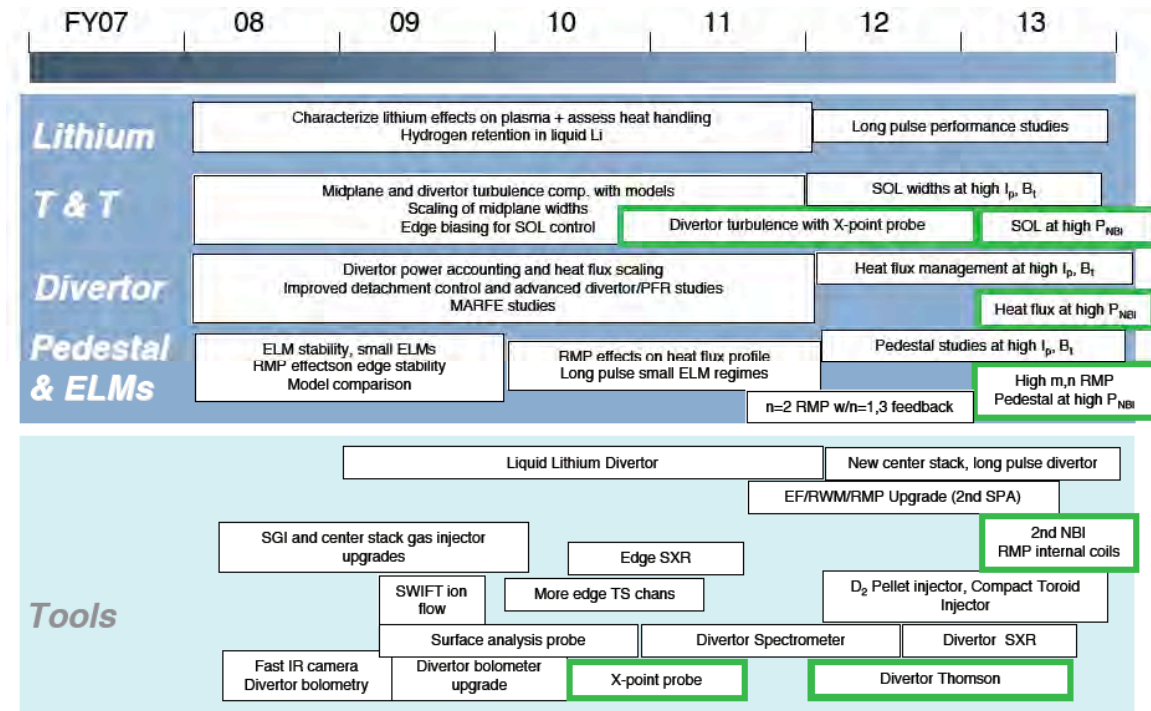 FY07 08 09 10 11 12 13
Lithium
Characterize lithium effects on plasma + assess heat handling
Hydrogen retention in liquid Li
Long pulse performance studies
T & T
Midplane and divertor turbulence comp. with models
Scaling of midplane widths
Edge biasing for SOL control
SOL widths at high Ip, Bt
Divertor turbulence with X-point probe
SOL at high PNBI
Divertor
Divertor power accounting and heat flux scaling
Improved detachment control and advanced divertor/PFR studies
MARFE studies
Heat flux management at high Ip, Bt
Heat flux at high PNBI
Pedestal
& ELMs
ELM stability, small ELMs
RMP effectson edge stability
Model comparison
RMP effects on heat flux profile
Long pulse small ELM regimes
Pedestal studies at high Ip, Bt
n=2 RMP w/n=1,3 feedback
High m,n RMP
Pedestal at high PNBI
Tools
Liquid Lithium Divertor
New center stack, long pulse divertor
EF/RWM/RMP Upgrade (2nd SPA)
SGI and center stack gas injector
upgrades
Edge SXR
2nd NBI
RMP internal coils
SWIFT ion
flow
More edge TS chans
D2 Pellet injector, Compact Toroid
Injector
Surface analysis probe
Divertor Spectrometer
Divertor SXR
Fast IR camera
Divertor bolometry
Divertor bolometer
upgrade
X-point probe
Divertor Thomson